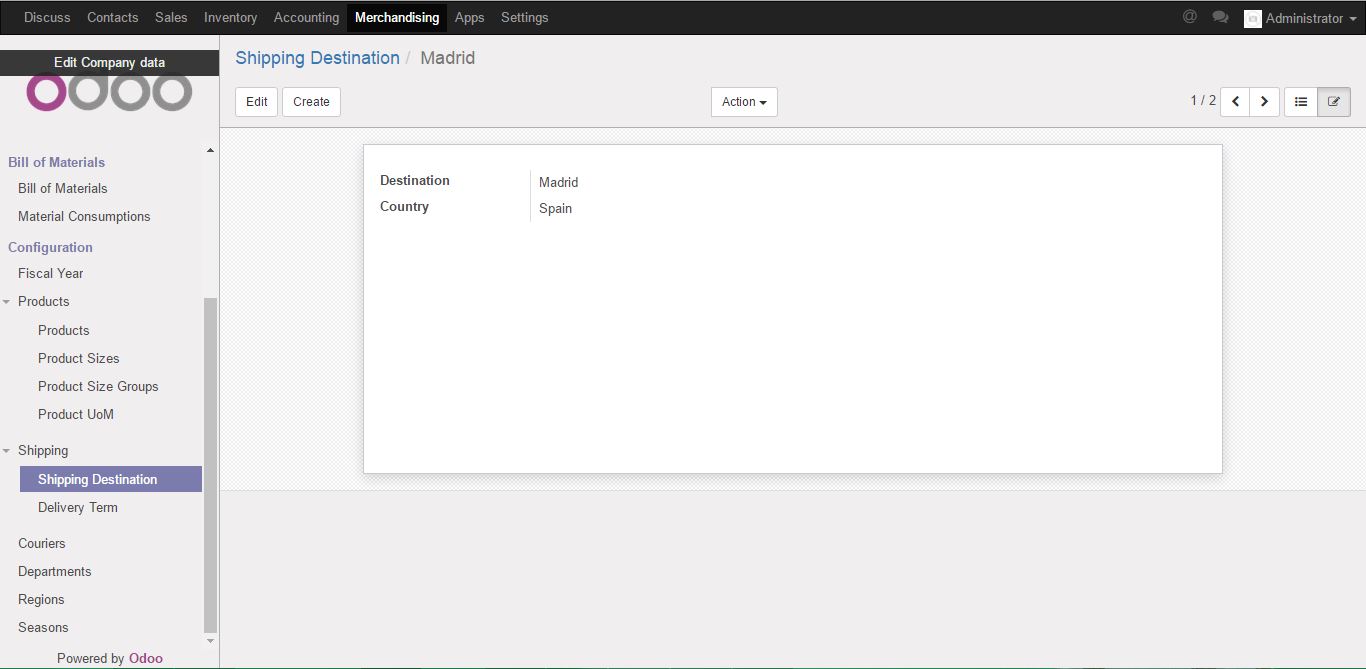 Discuss Contacts Sales Inventory Accounting Merchandising Apps Settings @ Administrator
Edit Company data
odoo
Shipping Destination / Madrid
Edit Create Action 1 / 2
Bill of Materials
Bill of Materials
Material Consumptions
Configuration
Fiscal Year
Products
Products
Product Sizes
Product Size Groups
Product UoM
Shipping
Shipping Destination
Delivery Term
Couriers
Departments
Regions
Seasons
Powered by Odoo
Destination Madrid
Country Spain